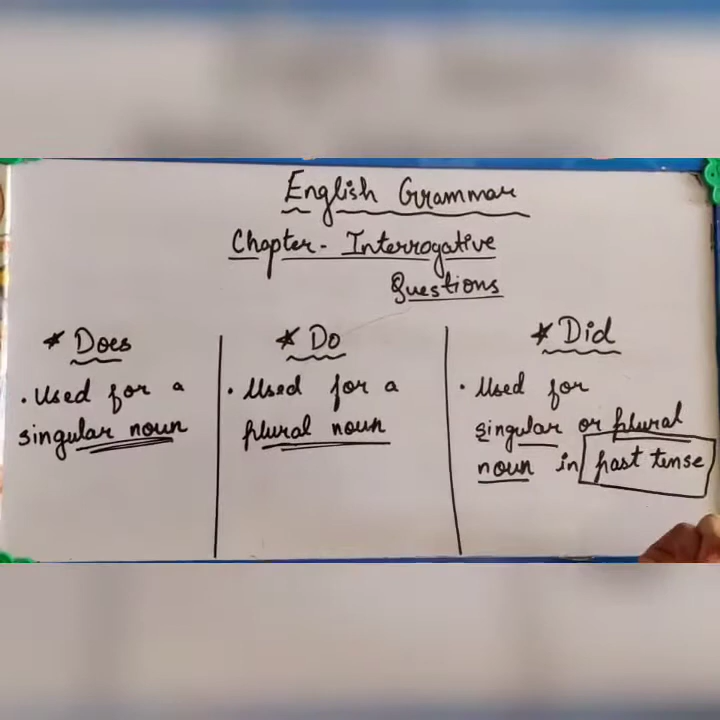 English Grammar
Chapter - Interrogative
Questions
* Does
• Used for a
singular noun
* Do
• Used for a
plural noun
* Did
• Used for
singular or plural
noun in past tense